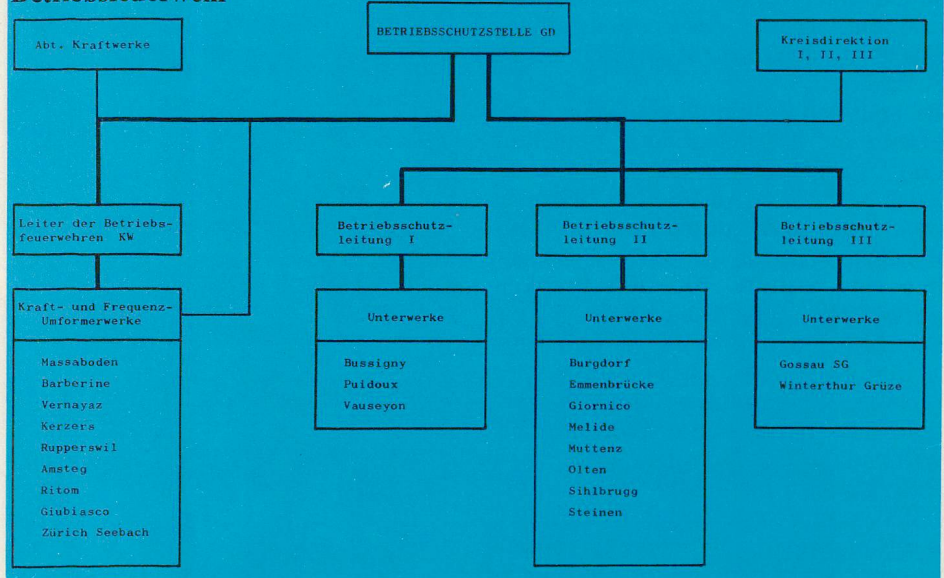 Betriebsfeuerwehr
Abt. Kraftwerke
BETRIEBSSCHUTZSTELLE GD
Kreisdirektion
I, II, III
Leiter der Betriebs-
feuerwehren KW
Betriebsschutz-
leitung I
Betriebsschutz-
leitung II
Betriebsschutz-
leitung III
Kraft- und Frequenz-
Umformerwerke
Massaboden
Barberine
Vernayaz
Kerzers
Rupperswil
Amsteg
Ritom
Giubiasco
Zürich Seebach
Unterwerke
Bussigny
Puidoux
Vauseyon
Unterwerke
Burgdorf
Emmenbrücke
Giornico
Melide
Muttenz
Olten
Sihlbrugg
Steinen
Unterwerke
Gossau SG
Winterthur Grüze